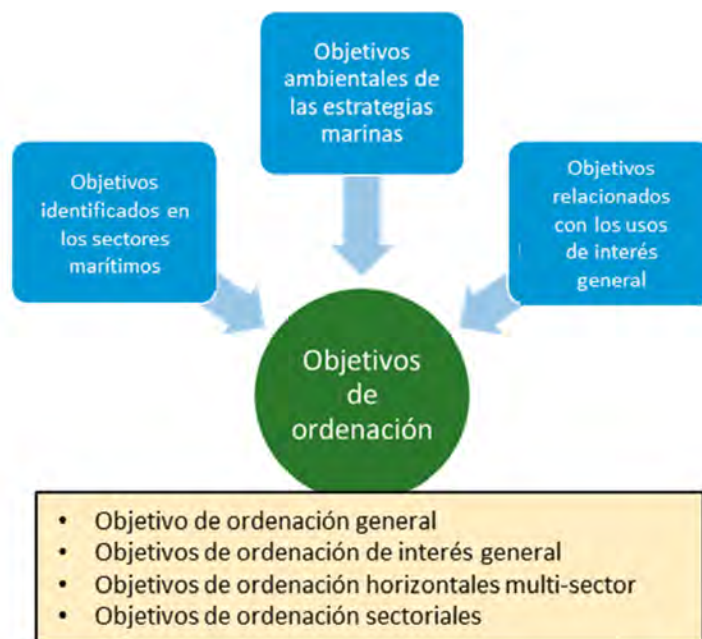 Objetivos
ambientales de
las estrategias
marinas
Objetivos
identificados en
los sectores
marítimos
Objetivos
relacionados
con los usos
de interés
general
Objetivos
de
ordenación
• Objetivo de ordenación general
• Objetivos de ordenación de interés general
• Objetivos de ordenación horizontales multi-sector
• Objetivos de ordenación sectoriales